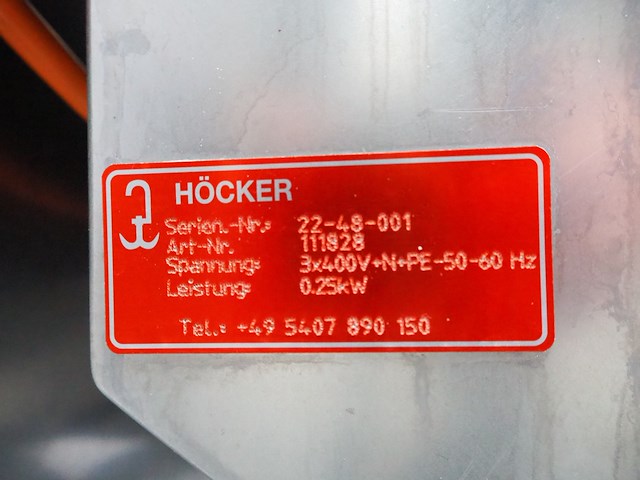 HÖCKER
Serien.-Nr.: 22-48-001
Art-Nr. 111828
Spannung: 3x400V+N+PE-50-60 Hz
Leistung: 0.25kW
Tel.: +49 5407 890 150